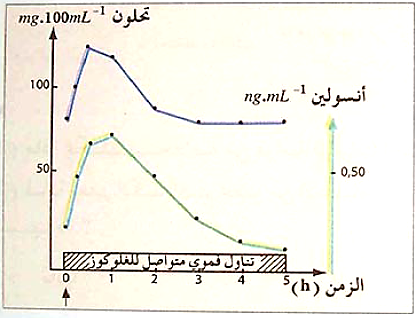 تحلون mg.100mL⁻¹
أنسولين ng.mL⁻¹
100
50
0,50
تناول فموي متواصل للغلوكوز
0 1 2 3 4 5
الزمن (h)